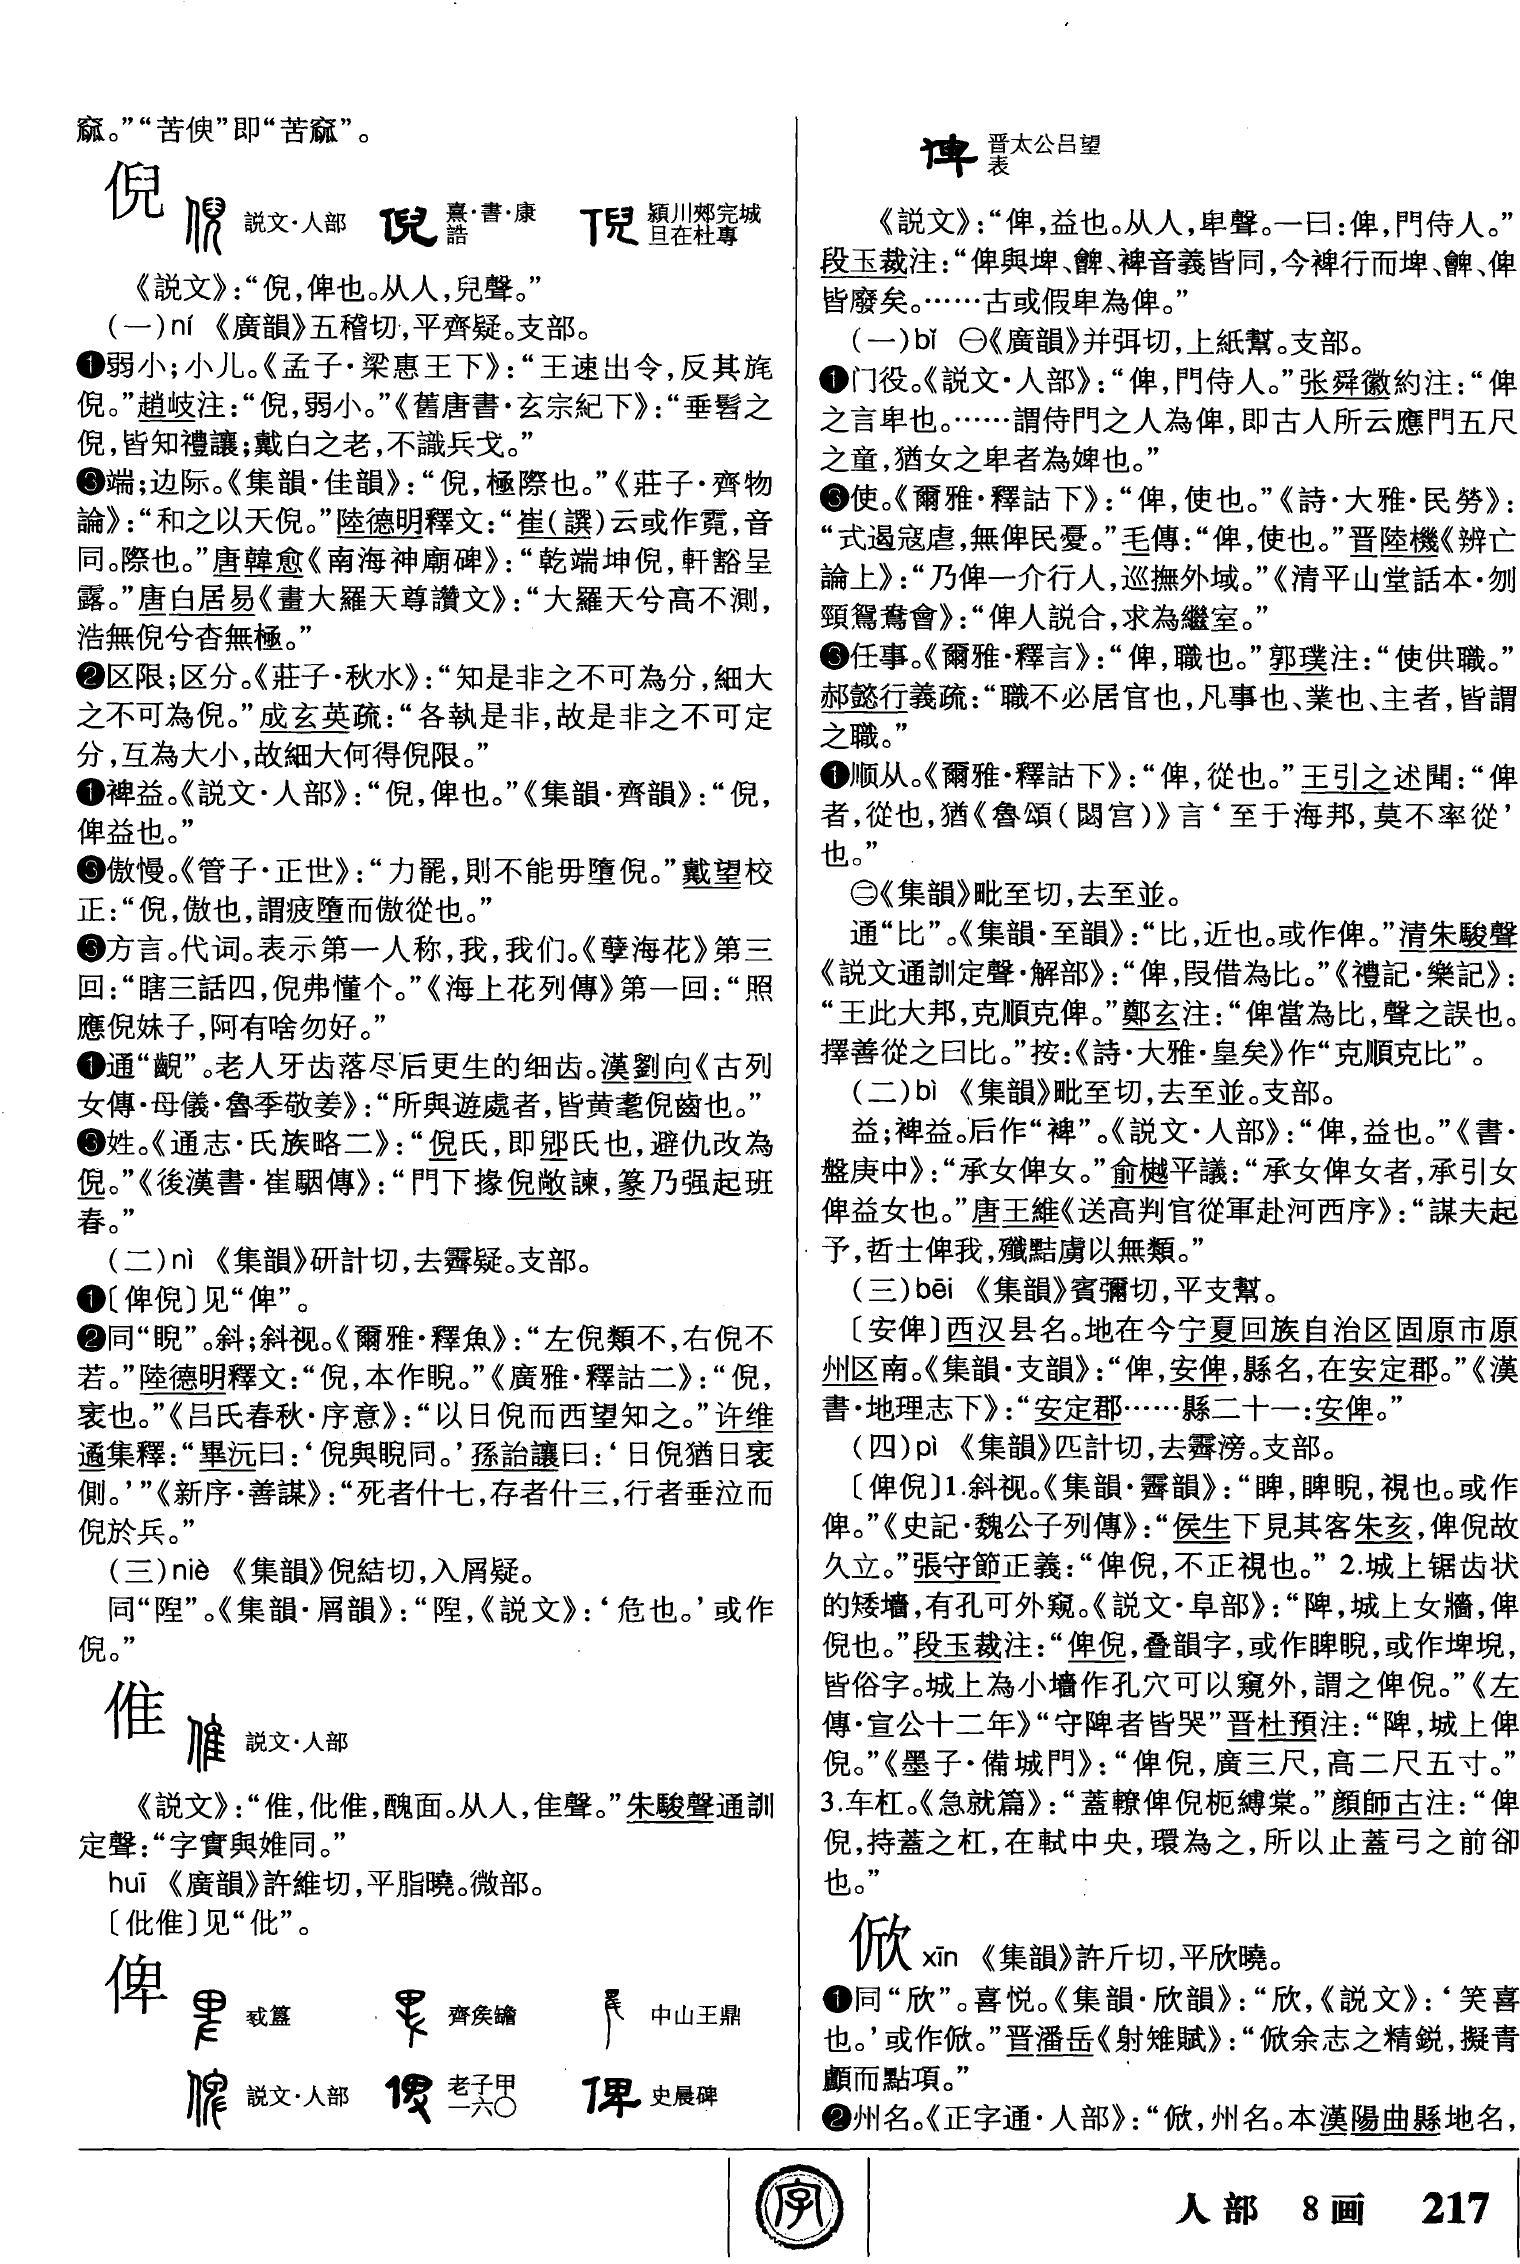 窳。”“苦㑥”即“苦窳”。
倪
説文·人部
熹·書·康
誥
潁川郟完城
旦在杜專
《説文》：“倪，俾也。从人，兒聲。”
(一)ní 《廣韻》五稽切，平齊疑。支部。
❶弱小；小儿。《孟子·梁惠王下》：“王速出令，反其旄
倪。”趙岐注：“倪，弱小。”《舊唐書·玄宗紀下》：“垂髫之
倪，皆知禮讓；戴白之老，不識兵戈。”
❸端；边际。《集韻·佳韻》：“倪，極際也。”《莊子·齊物
論》：“和之以天倪。”陸德明釋文：“崔(譔)云或作霓，音
同。際也。”唐韓愈《南海神廟碑》：“乾端坤倪，軒豁呈
露。”唐白居易《畫大羅天尊讚文》：“大羅天兮高不測，
浩無倪兮杳無極。”
❷区限；区分。《莊子·秋水》：“知是非之不可為分，細大
之不可為倪。”成玄英疏：“各執是非，故是非之不可定
分，互為大小，故細大何得倪限。”
❶裨益。《説文·人部》：“倪，俾也。”《集韻·齊韻》：“倪，
俾益也。”
❸傲慢。《管子·正世》：“力罷，則不能毋墮倪。”戴望校
正：“倪，傲也，謂疲墮而傲從也。”
❸方言。代词。表示第一人称，我，我们。《孽海花》第三
回：“瞎三話四，倪弗懂个。”《海上花列傳》第一回：“照
應倪妹子，阿有啥勿好。”
❶通“齯”。老人牙齿落尽后更生的细齿。漢劉向《古列
女傳·母儀·魯季敬姜》：“所與遊處者，皆黄耄倪齒也。”
❸姓。《通志·氏族略二》：“倪氏，即郳氏也，避仇改為
倪。”《後漢書·崔駰傳》：“門下掾倪敞諫，篆乃强起班
春。”
(二)nì 《集韻》研計切，去霽疑。支部。
❶〔俾倪〕见“俾”。
❷同“睨”。斜；斜视。《爾雅·釋魚》：“左倪類不，右倪不
若。”陸德明釋文：“倪，本作睨。”《廣雅·釋詁二》：“倪，
衺也。”《吕氏春秋·序意》：“以日倪而西望知之。”许维
遹集釋：“畢沅曰：‘倪與睨同。’孫詒讓曰：‘日倪猶日衺
側。’”《新序·善謀》：“死者什七，存者什三，行者垂泣而
倪於兵。”
(三)niè 《集韻》倪結切，入屑疑。
同“隉”。《集韻·屑韻》：“隉，《説文》：‘危也。’或作
倪。”
倠
説文·人部
《説文》：“倠，仳倠，醜面。从人，隹聲。”朱駿聲通訓
定聲：“字實與婎同。”
huī 《廣韻》許維切，平脂曉。微部。
〔仳倠〕见“仳”。
俾
㦰簋
齊侯鎛
中山王鼎
説文·人部
老子甲
一六〇
史晨碑
晋太公吕望
表
《説文》：“俾，益也。从人，卑聲。一曰：俾，門侍人。”
段玉裁注：“俾與埤、朇、裨音義皆同，今裨行而埤、朇、俾
皆廢矣。……古或假卑為俾。”
(一)bǐ ㊀《廣韻》并弭切，上紙幫。支部。
❶门役。《説文·人部》：“俾，門侍人。”张舜徽約注：“俾
之言卑也。……謂侍門之人為俾，即古人所云應門五尺
之童，猶女之卑者為婢也。”
❸使。《爾雅·釋詁下》：“俾，使也。”《詩·大雅·民勞》：
“式遏寇虐，無俾民憂。”毛傳：“俾，使也。”晋陸機《辨亡
論上》：“乃俾一介行人，巡撫外域。”《清平山堂話本·刎
頸鴛鴦會》：“俾人説合，求為繼室。”
❸任事。《爾雅·釋言》：“俾，職也。”郭璞注：“使供職。”
郝懿行義疏：“職不必居官也，凡事也、業也、主者，皆謂
之職。”
❶顺从。《爾雅·釋詁下》：“俾，從也。”王引之述聞：“俾
者，從也，猶《魯頌(閟宫)》言‘至于海邦，莫不率從’
也。”
㊁《集韻》毗至切，去至並。
通“比”。《集韻·至韻》：“比，近也。或作俾。”清朱駿聲
《説文通訓定聲·解部》：“俾，叚借為比。”《禮記·樂記》：
“王此大邦，克順克俾。”鄭玄注：“俾當為比，聲之誤也。
擇善從之曰比。”按：《詩·大雅·皇矣》作“克順克比”。
(二)bì 《集韻》毗至切，去至並。支部。
益；裨益。后作“裨”。《説文·人部》：“俾，益也。”《書·
盤庚中》：“承女俾女。”俞樾平議：“承女俾女者，承引女
俾益女也。”唐王維《送高判官從軍赴河西序》：“謀夫起
予，哲士俾我，殲黠虜以無類。”
(三)bēi 《集韻》賓彌切，平支幫。
〔安俾〕西汉县名。地在今宁夏回族自治区固原市原
州区南。《集韻·支韻》：“俾，安俾，縣名，在安定郡。”《漢
書·地理志下》：“安定郡……縣二十一：安俾。”
(四)pì 《集韻》匹計切，去霽滂。支部。
〔俾倪〕1.斜视。《集韻·霽韻》：“睥，睥睨，視也。或作
俾。”《史記·魏公子列傳》：“侯生下見其客朱亥，俾倪故
久立。”張守節正義：“俾倪，不正視也。”2.城上锯齿状
的矮墙，有孔可外窥。《説文·阜部》：“陴，城上女牆，俾
倪也。”段玉裁注：“俾倪，叠韻字，或作睥睨，或作埤堄，
皆俗字。城上為小墻作孔穴可以窺外，謂之俾倪。”《左
傳·宣公十二年》“守陴者皆哭”晋杜預注：“陴，城上俾
倪。”《墨子·備城門》：“俾倪，廣三尺，高二尺五寸。”
3.车杠。《急就篇》：“蓋轑俾倪枙縛棠。”顔師古注：“俾
倪，持蓋之杠，在軾中央，環為之，所以止蓋弓之前卻
也。”
俽 xīn 《集韻》許斤切，平欣曉。
❶同“欣”。喜悦。《集韻·欣韻》：“欣，《説文》：‘笑喜
也。’或作俽。”晋潘岳《射雉賦》：“俽余志之精鋭，擬青
顱而點項。”
❷州名。《正字通·人部》：“俽，州名。本漢陽曲縣地名，
字
人部 8画 217